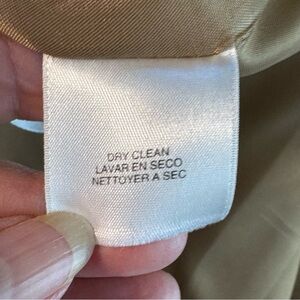 DRY CLEAN
LAVAR EN SECO
NETTOYER A SEC